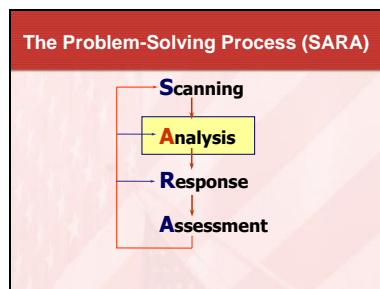 The Problem-Solving Process (SARA)
Scanning
Analysis
Response
Assessment